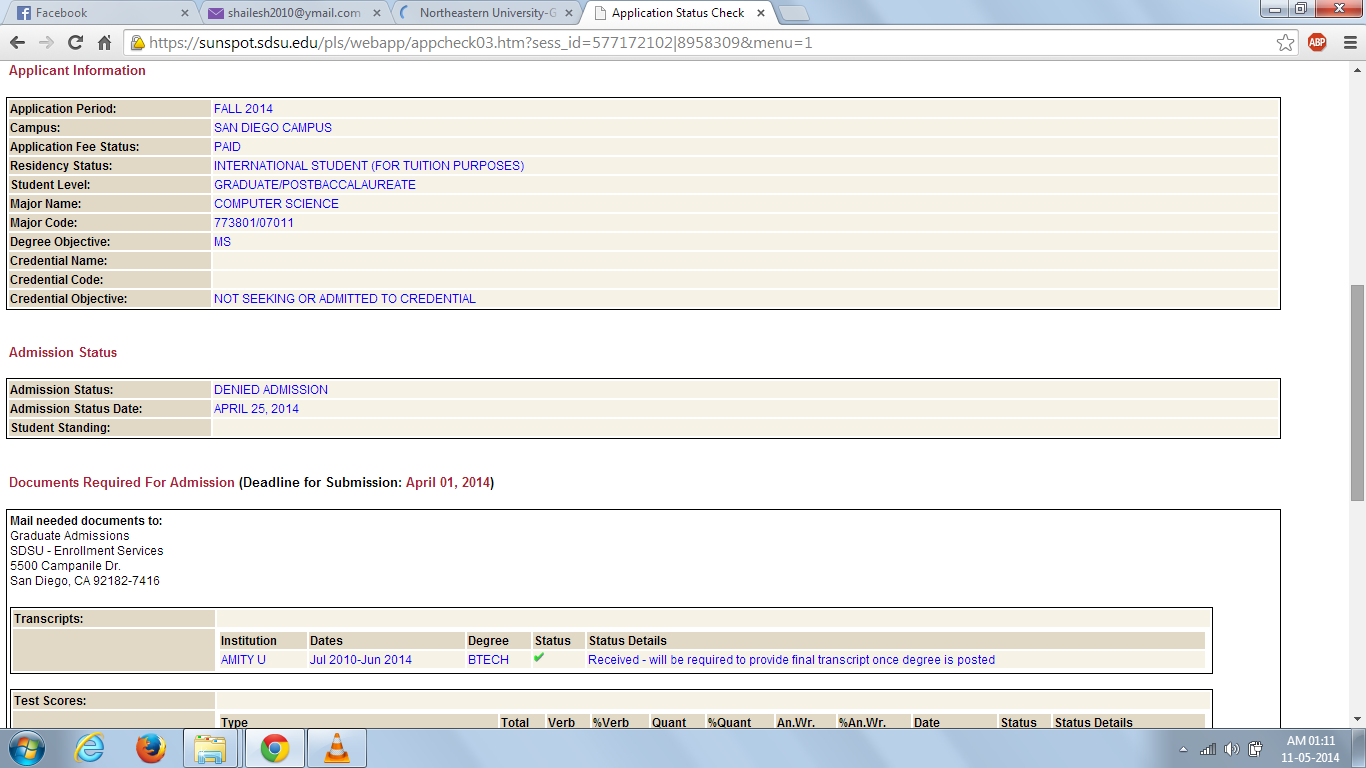 Facebook
shailesh2010@ymail.com
Northeastern University-G
Application Status Check
https://sunspot.sdsu.edu/pls/webapp/appcheck03.htm?sess_id=577172102|8958309&menu=1
ABP
Applicant Information
Application Period: FALL 2014
Campus: SAN DIEGO CAMPUS
Application Fee Status: PAID
Residency Status: INTERNATIONAL STUDENT (FOR TUITION PURPOSES)
Student Level: GRADUATE/POSTBACCALAUREATE
Major Name: COMPUTER SCIENCE
Major Code: 773801/07011
Degree Objective: MS
Credential Name:
Credential Code:
Credential Objective: NOT SEEKING OR ADMITTED TO CREDENTIAL
Admission Status
Admission Status: DENIED ADMISSION
Admission Status Date: APRIL 25, 2014
Student Standing:
Documents Required For Admission (Deadline for Submission: April 01, 2014)
Mail needed documents to:
Graduate Admissions
SDSU - Enrollment Services
5500 Campanile Dr.
San Diego, CA 92182-7416
Transcripts:
Institution Dates Degree Status Status Details
AMITY U Jul 2010-Jun 2014 BTECH Received - will be required to provide final transcript once degree is posted
Test Scores:
Type Total Verb %Verb Quant %Quant An.Wr. %An.Wr. Date Status Status Details
AM 01:11
11-05-2014